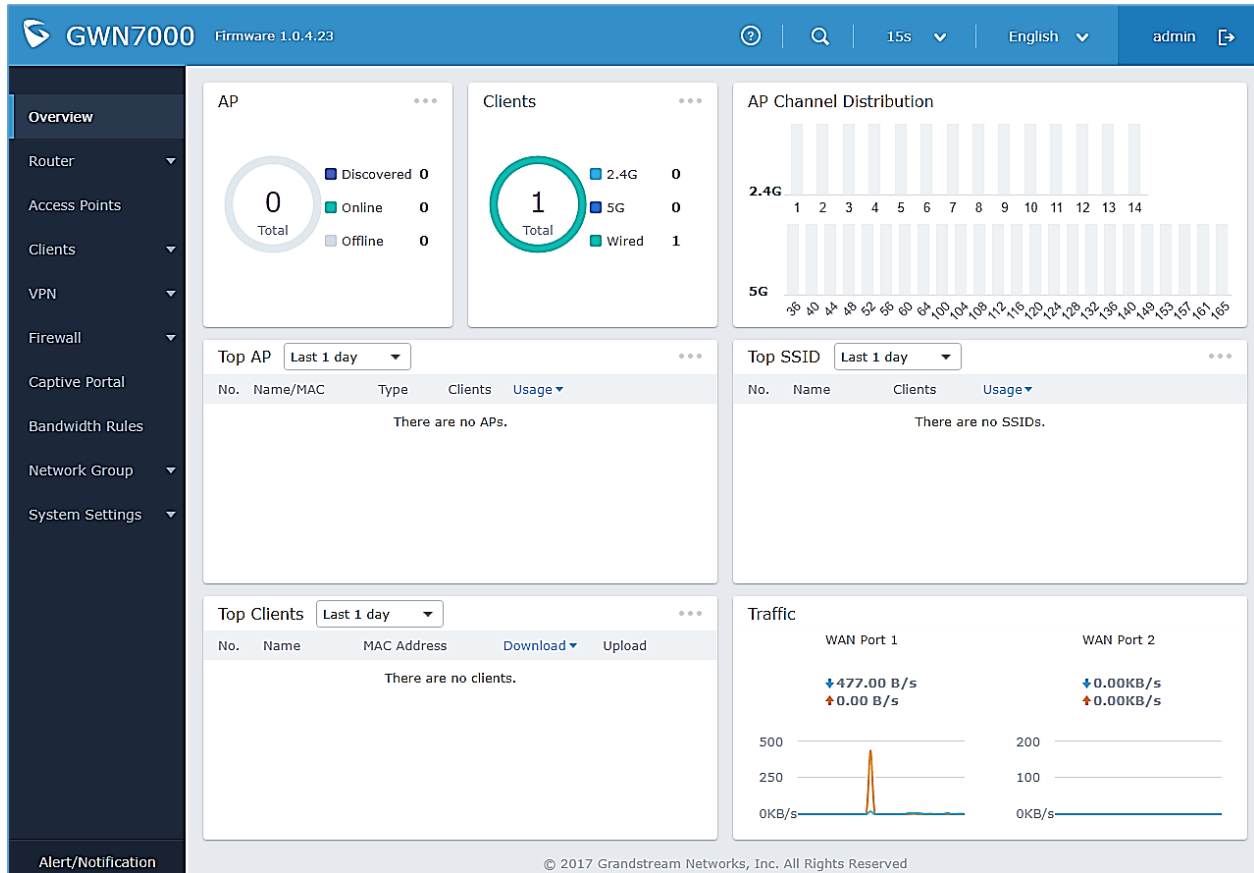 GWN7000 Firmware 1.0.4.23 15s English admin
Overview
Router
Access Points
Clients
VPN
Firewall
Captive Portal
Bandwidth Rules
Network Group
System Settings
Alert/Notification
AP
0
Total
Discovered 0
Online 0
Offline 0
Clients
1
Total
2.4G 0
5G 0
Wired 1
AP Channel Distribution
2.4G
1 2 3 4 5 6 7 8 9 10 11 12 13 14
5G
36 40 44 48 52 56 60 64 100 104 108 112 116 120 124 128 132 136 140 149 153 157 161 165
Top AP Last 1 day
No. Name/MAC Type Clients Usage
There are no APs.
Top SSID Last 1 day
No. Name Clients Usage
There are no SSIDs.
Top Clients Last 1 day
No. Name MAC Address Download Upload
There are no clients.
Traffic
WAN Port 1
477.00 B/s
0.00 B/s
500
250
0KB/s
WAN Port 2
0.00KB/s
0.00KB/s
200
100
0KB/s
© 2017 Grandstream Networks, Inc. All Rights Reserved